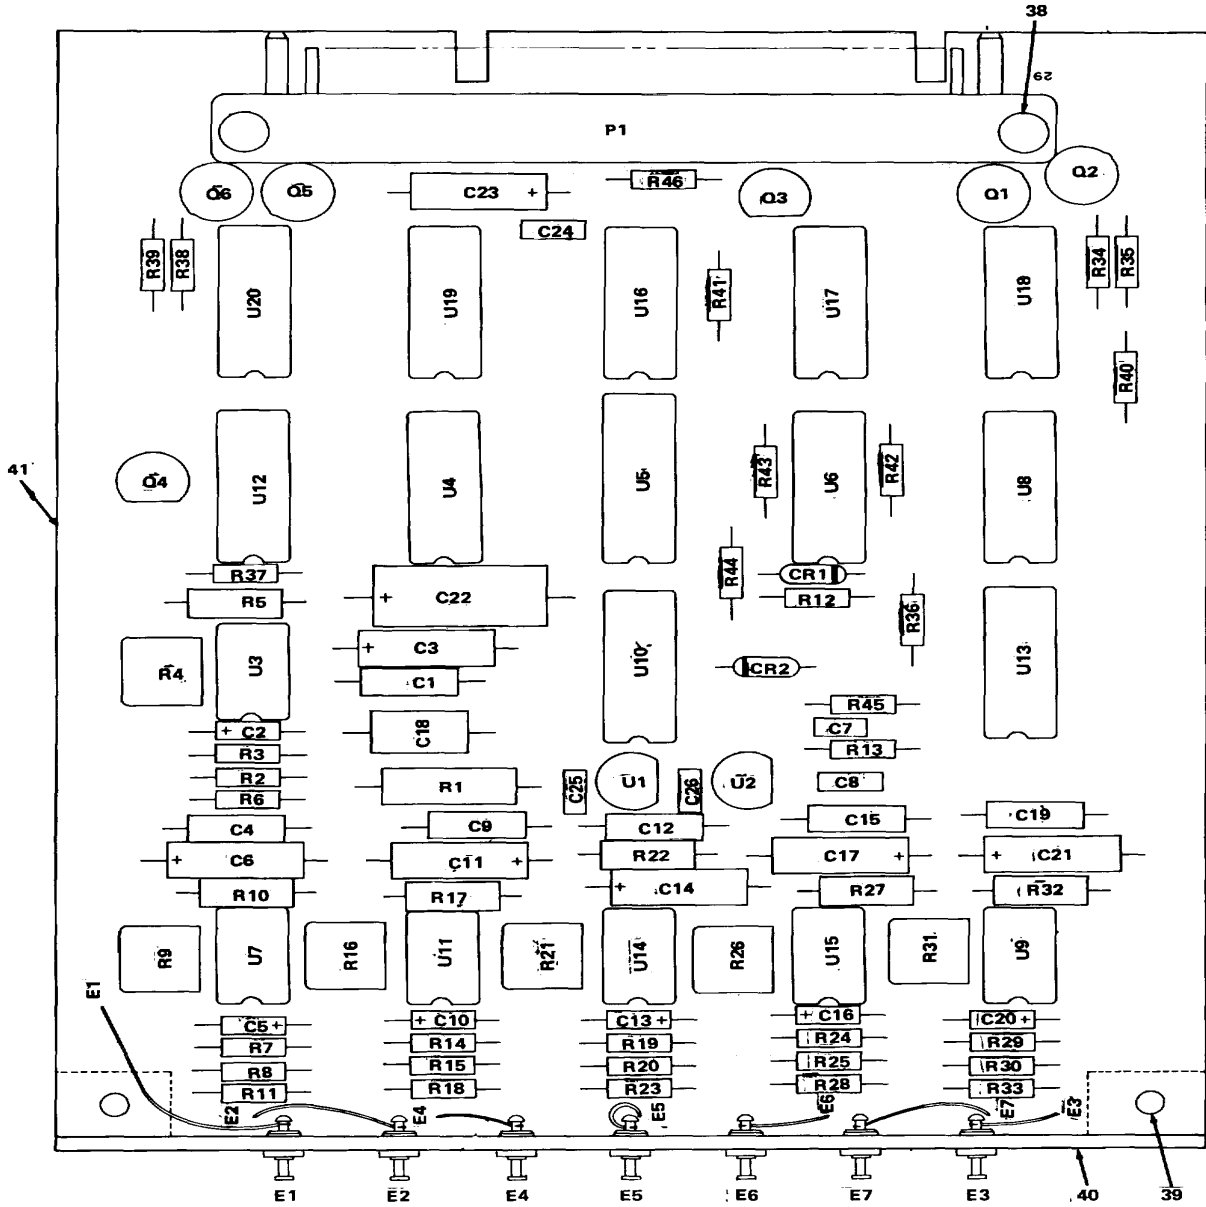 38
29
P1
Q6 Q5 C23 + R46 Q3 Q1 Q2
C24
R39 R38 U20 U19 U16 R41 U17 U18 R34 R35
R40
41
Q4 U12 U4 U5 R43 U6 R42 U8
R37 R44 CR1
R5 + C22 R12
R36
R4 U3 + C3 U10 CR2 U13
C1
+ C2 C18 R45
C7
R3 R13
R2 R1 C25 U1 C26 U2 C8
R6
C4 C9 C12 C15 C19
+ C6 C11 + R22 C17 + + C21
R10 R17 + C14 R27 R32
R9 U7 R16 U11 R21 U14 R26 U15 R31 U9
E1
C5 + + C10 C13 + + C16 C20 +
R7 R14 R19 R24 R29
R8 R15 R20 R25 R30
R11 R18 R23 R28 R33
E2 E4 E5 E6 E7 E3
E1 E2 E4 E5 E6 E7 E3 40 39